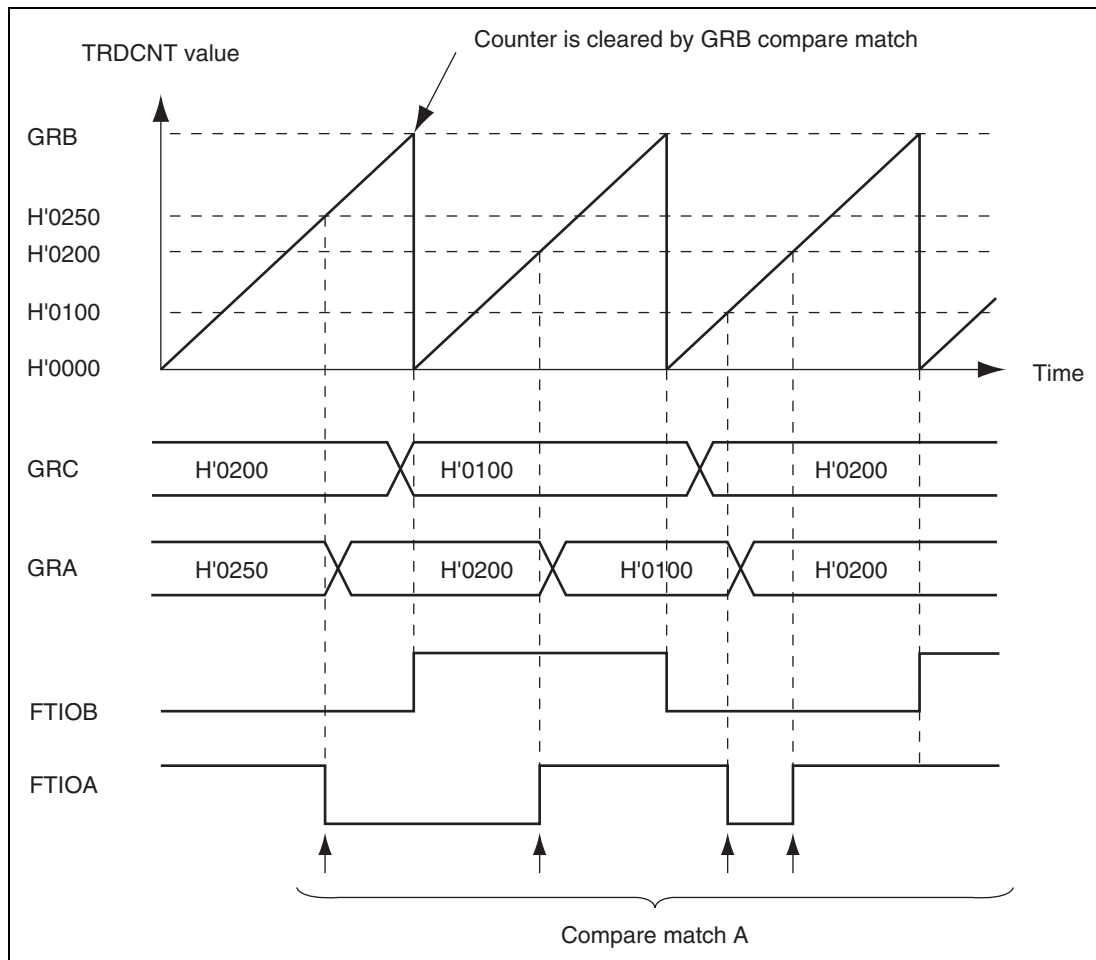 Counter is cleared by GRB compare match
TRDCNT value
GRB
H'0250
H'0200
H'0100
H'0000
Time
GRC
H'0200
H'0100
H'0200
GRA
H'0250
H'0200
H'0100
H'0200
FTIOB
FTIOA
Compare match A